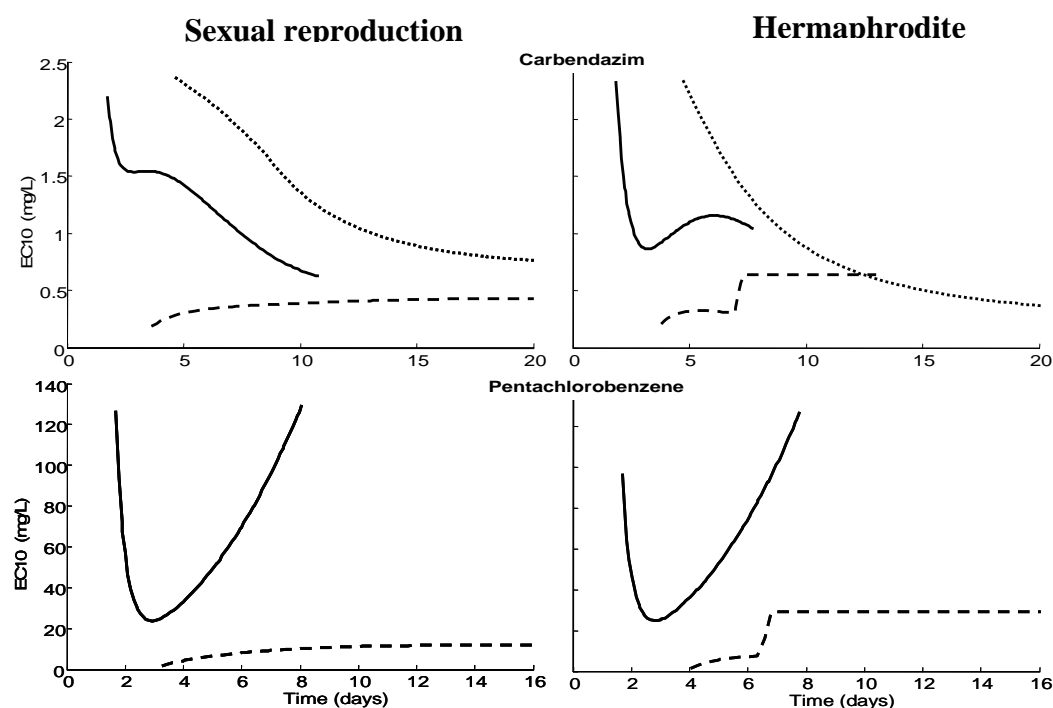 Sexual reproduction
Hermaphrodite
Carbendazim
2.5
2
1.5
1
0.5
0
EC10 (mg/L)
0 5 10 15 20
0 5 10 15 20
Pentachlorobenzene
140
120
100
80
60
40
20
0
EC10 (mg/L)
0 2 4 6 8 10 12 14 16
0 2 4 6 8 10 12 14 16
Time (days)
Time (days)